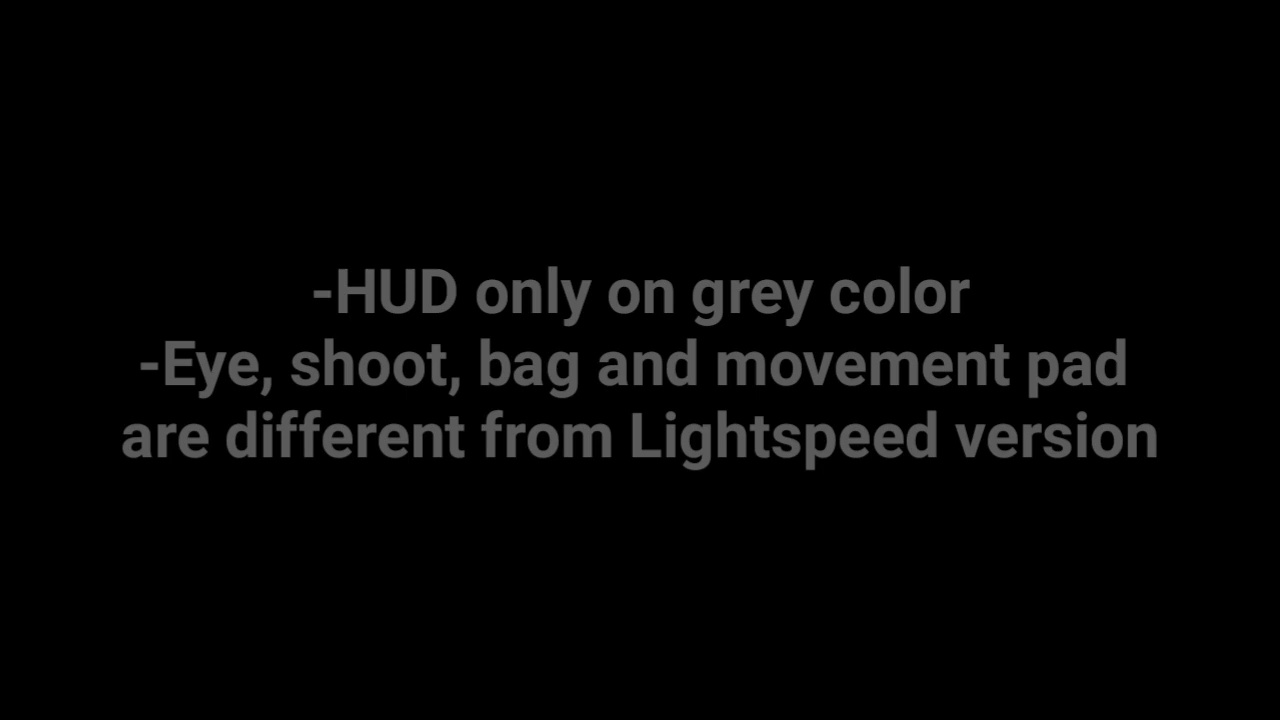 -HUD only on grey color
-Eye, shoot, bag and movement pad
are different from Lightspeed version